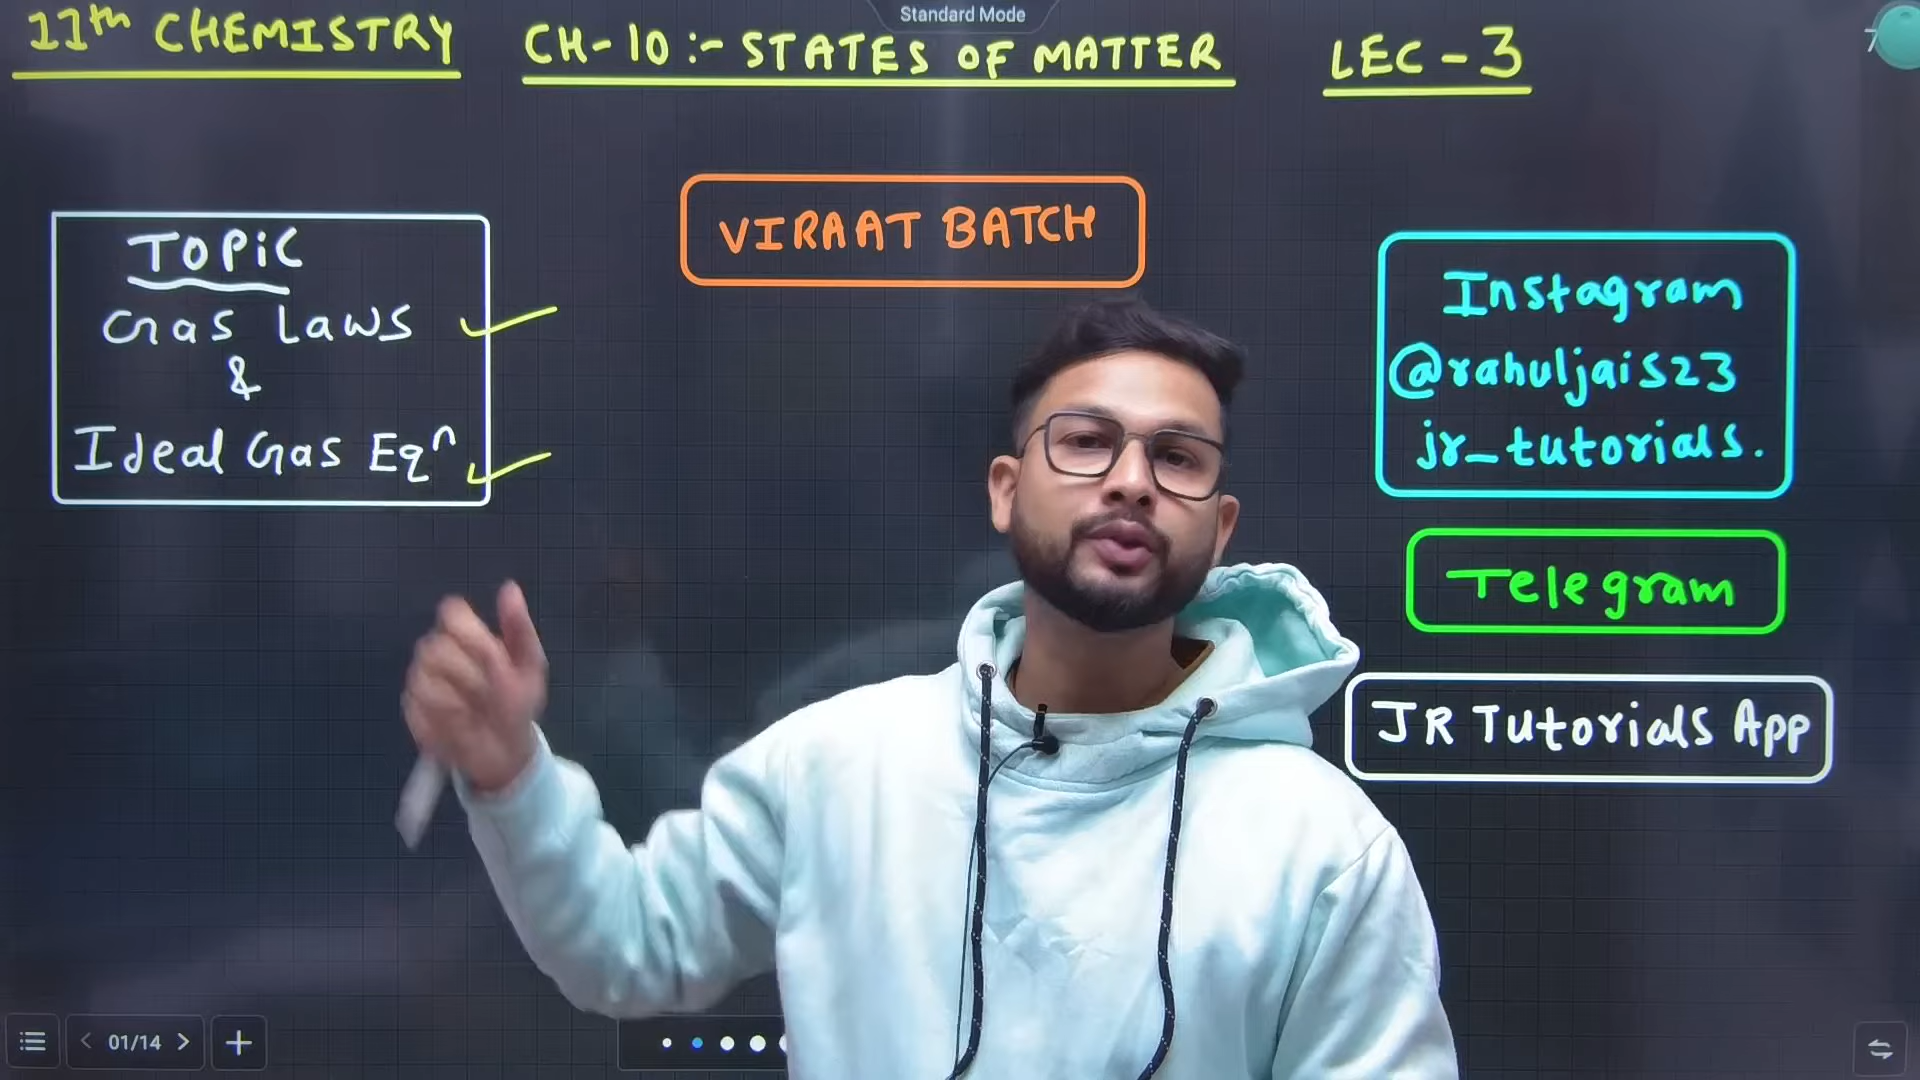 Standard Mode
11th CHEMISTRY
CH-10:- STATES OF MATTER
LEC-3
7
VIRAAT BATCH
TOPIC
Gas Laws
&
Ideal Gas Eqn
Instagram
@rahuljais23
jr_tutorials.
Telegram
JR Tutorials App
01/14